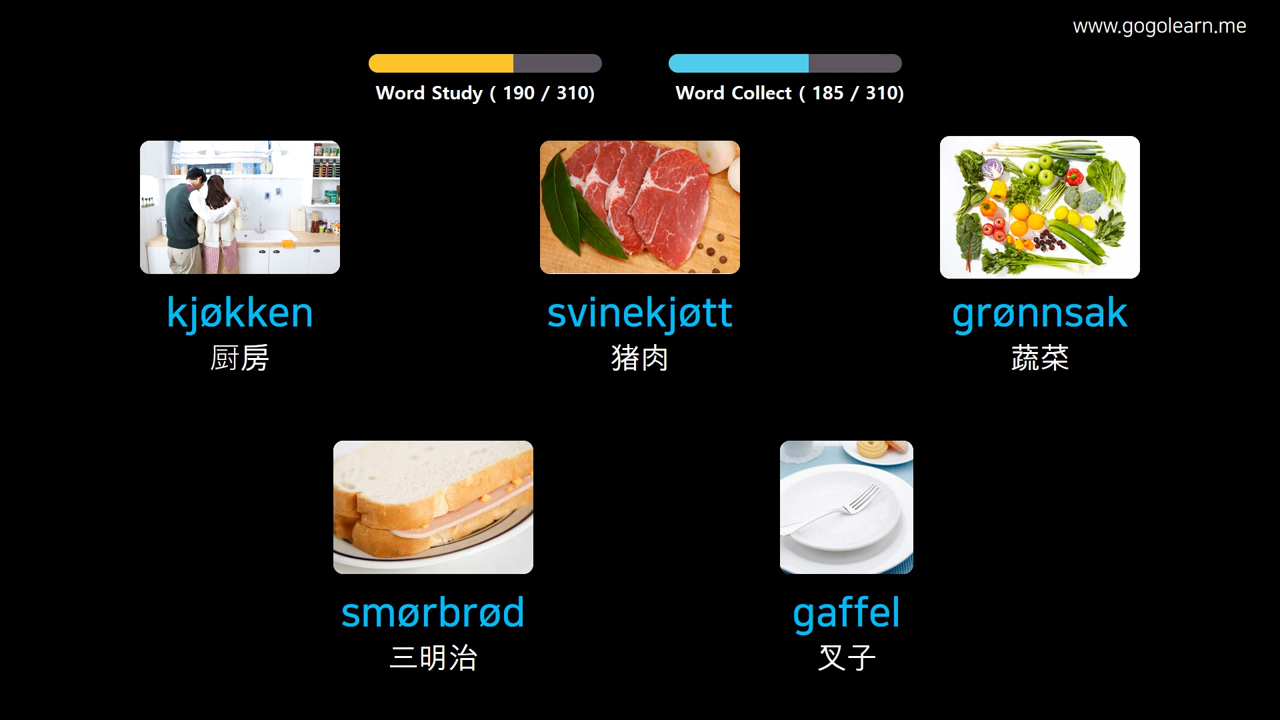 www.gogolearn.me
Word Study ( 190 / 310)
Word Collect ( 185 / 310)
kjøkken
厨房
svinekjøtt
猪肉
grønnsak
蔬菜
smørbrød
三明治
gaffel
叉子